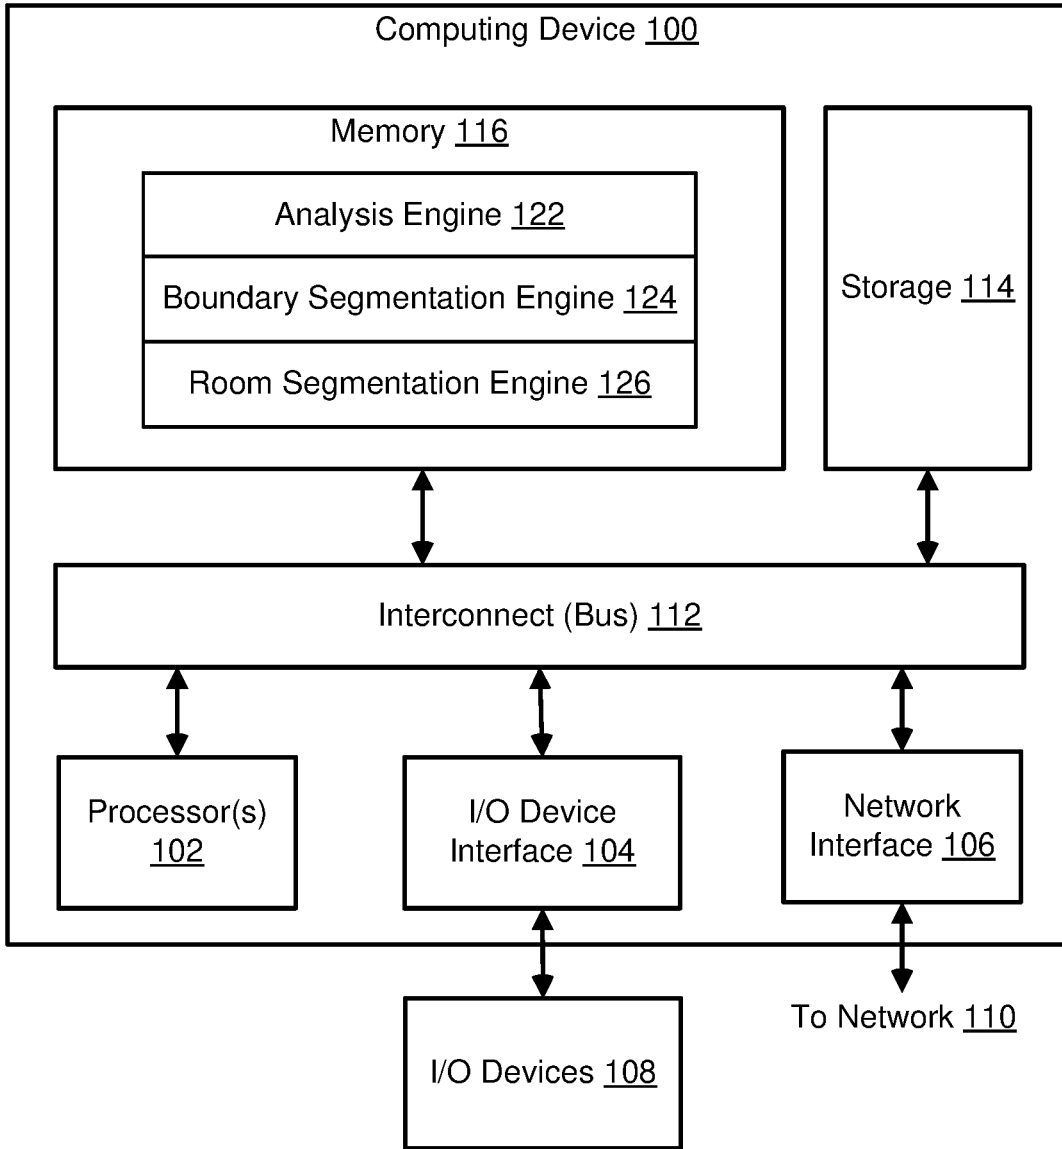 Computing Device 100
Memory 116
Analysis Engine 122
Boundary Segmentation Engine 124
Room Segmentation Engine 126
Storage 114
Interconnect (Bus) 112
Processor(s)
102
I/O Device
Interface 104
Network
Interface 106
I/O Devices 108
To Network 110